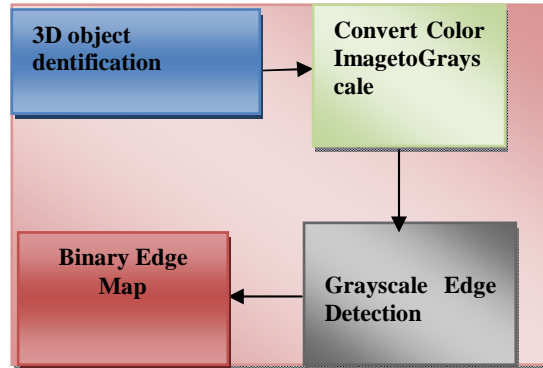 3D object
dentification
Convert Color
ImagetoGrays
cale
Grayscale Edge
Detection
Binary Edge
Map